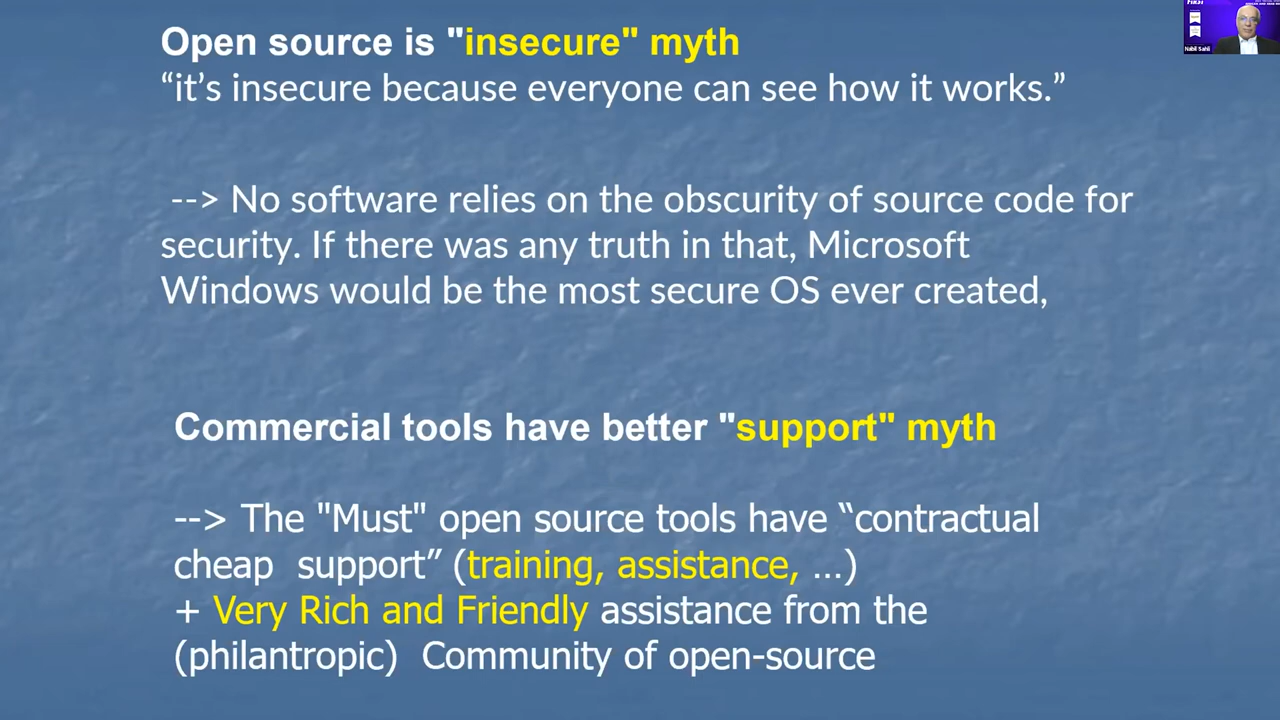 Open source is "insecure" myth
“it’s insecure because everyone can see how it works.”
--> No software relies on the obscurity of source code for
security. If there was any truth in that, Microsoft
Windows would be the most secure OS ever created,
Commercial tools have better "support" myth
--> The "Must" open source tools have “contractual
cheap support” (training, assistance, ...)
+ Very Rich and Friendly assistance from the
(philantropic) Community of open-source
Nabil Sahli